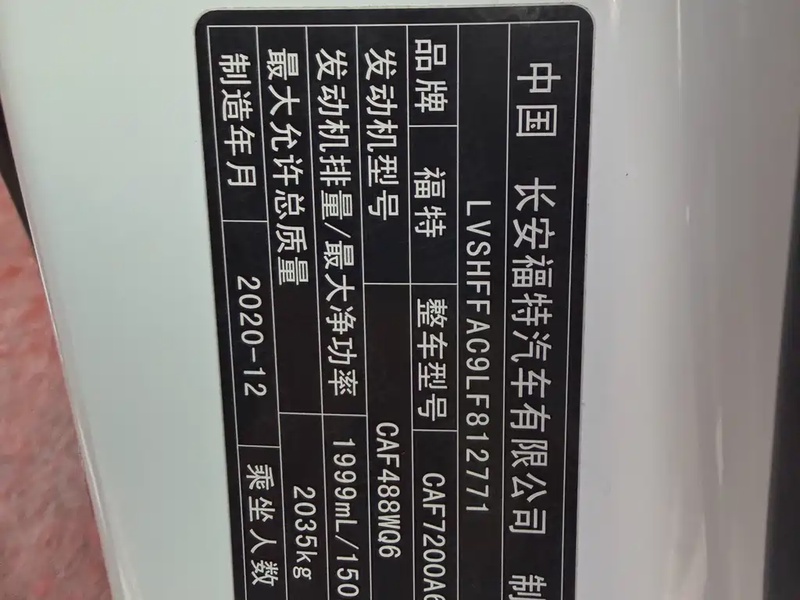 中国 长安福特汽车有限公司 制
LVSHFFAC9LF812771
品牌 福特 整车型号 CAF7200A6
发动机型号 CAF488WQ6
发动机排量/最大净功率 1999mL/150
最大允许总质量 2035kg
制造年月 2020-12 乘坐人数